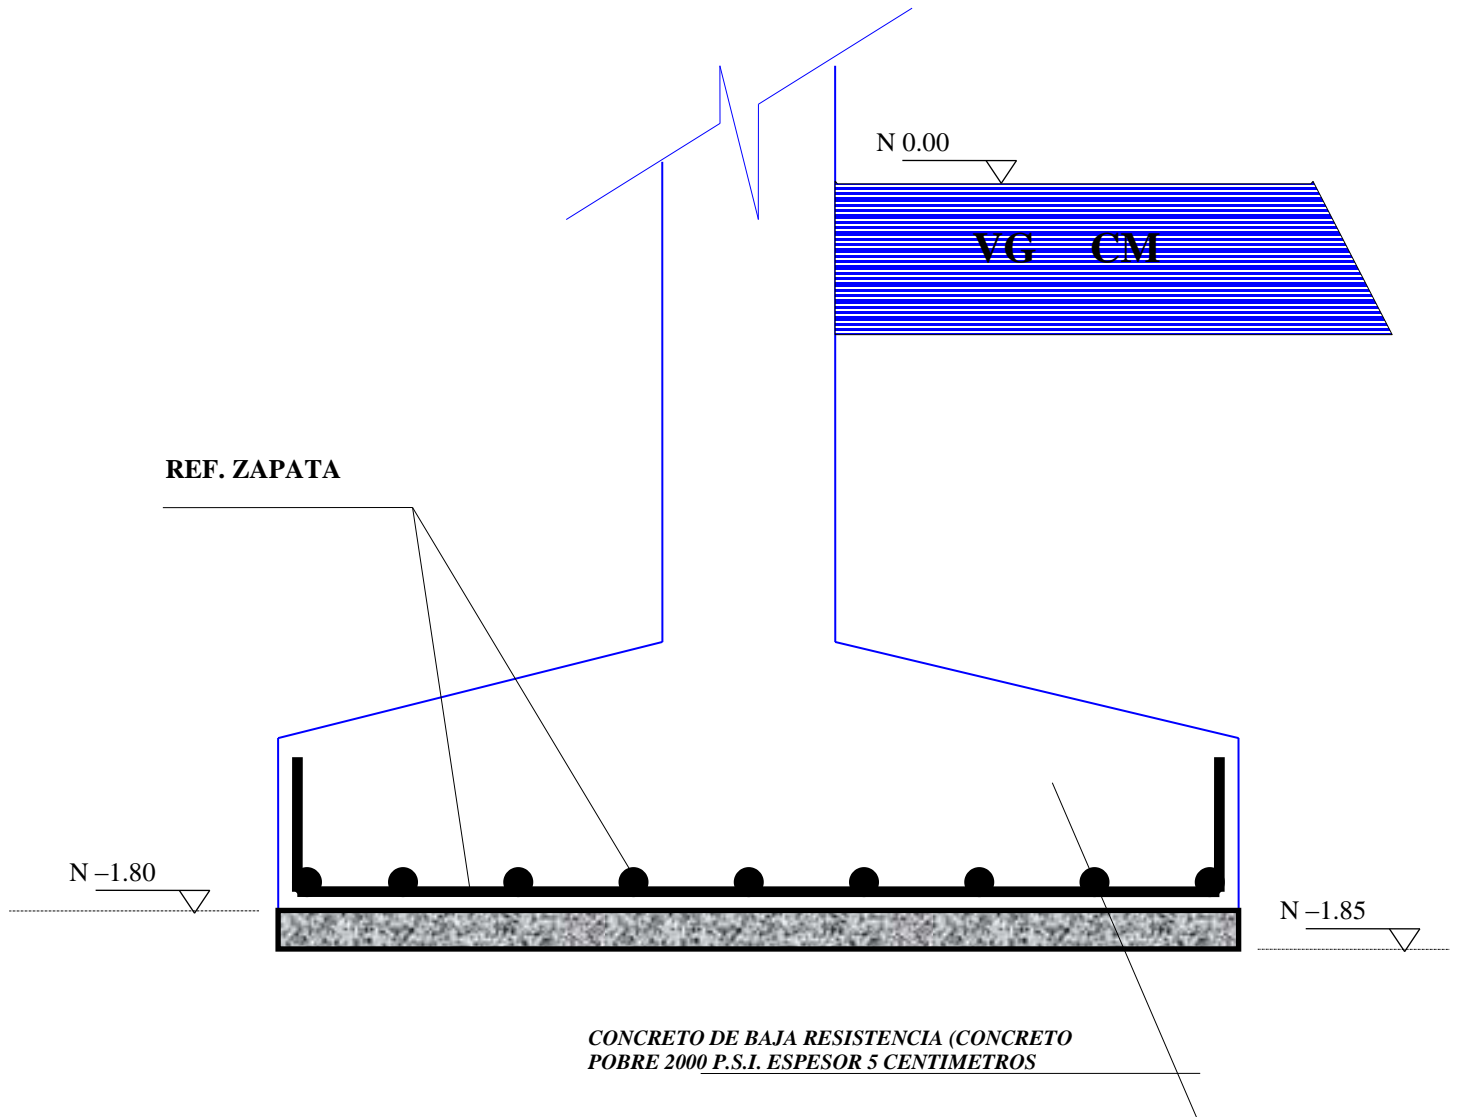 N 0.00
VG CM
REF. ZAPATA
N –1.80
N –1.85
CONCRETO DE BAJA RESISTENCIA (CONCRETO
POBRE 2000 P.S.I. ESPESOR 5 CENTIMETROS